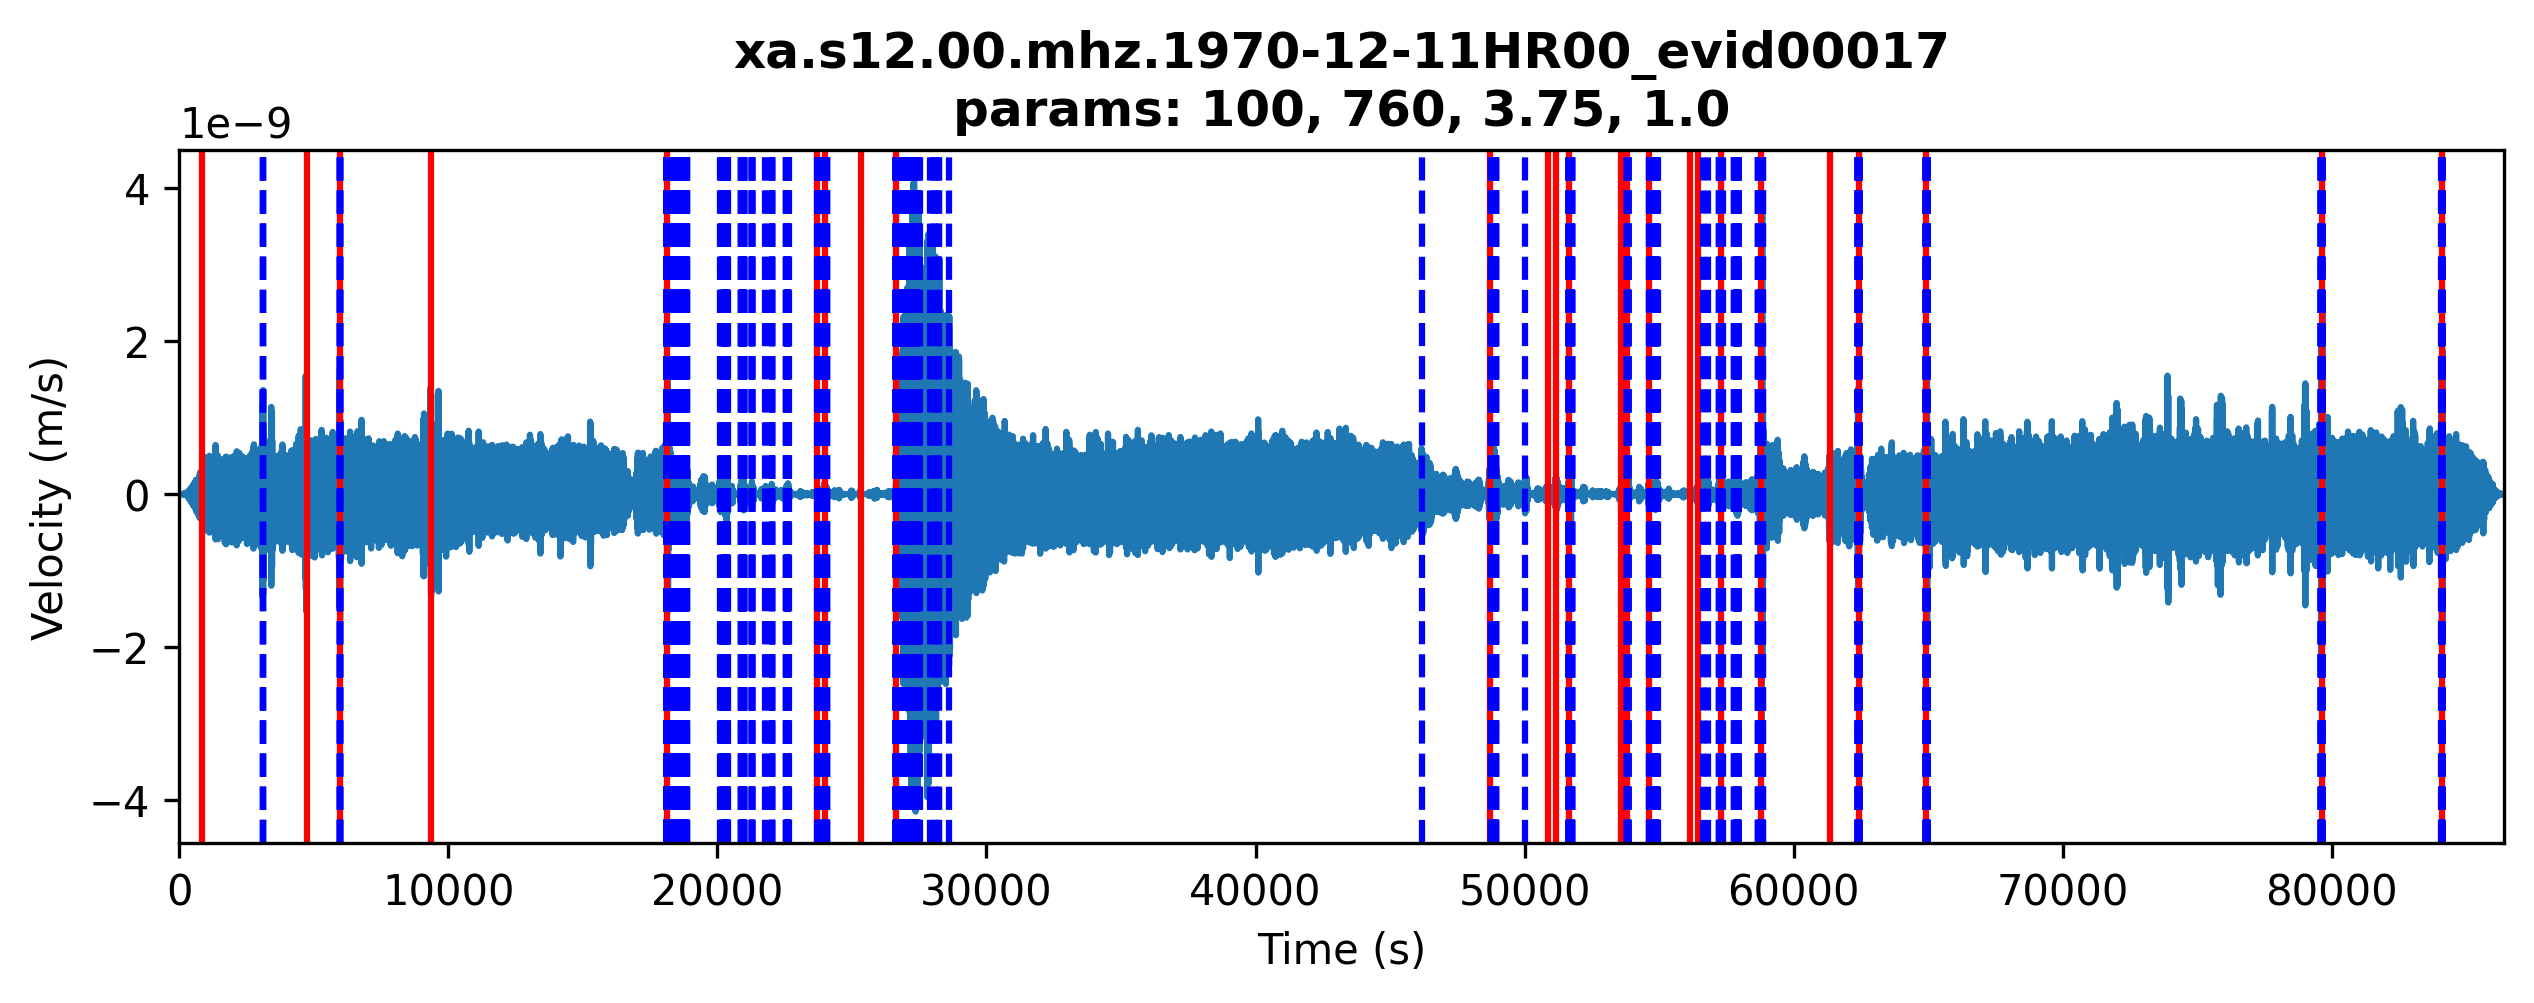 xa.s12.00.mhz.1970-12-11HR00_evid00017
params: 100, 760, 3.75, 1.0
1e−9
4
2
0
−2
−4
Velocity (m/s)
0 10000 20000 30000 40000 50000 60000 70000 80000
Time (s)